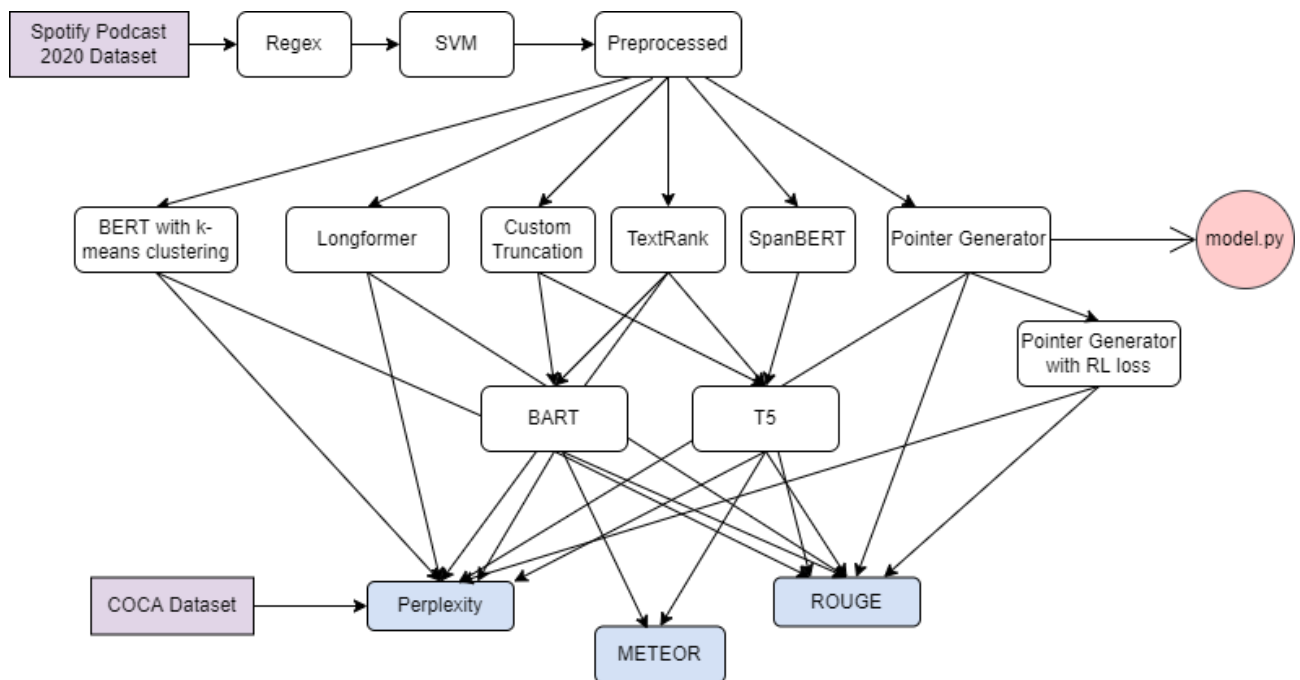 Spotify Podcast
2020 Dataset
Regex
SVM
Preprocessed
BERT with k-
means clustering
Longformer
Custom
Truncation
TextRank
SpanBERT
Pointer Generator
model.py
Pointer Generator
with RL loss
BART
T5
COCA Dataset
Perplexity
ROUGE
METEOR